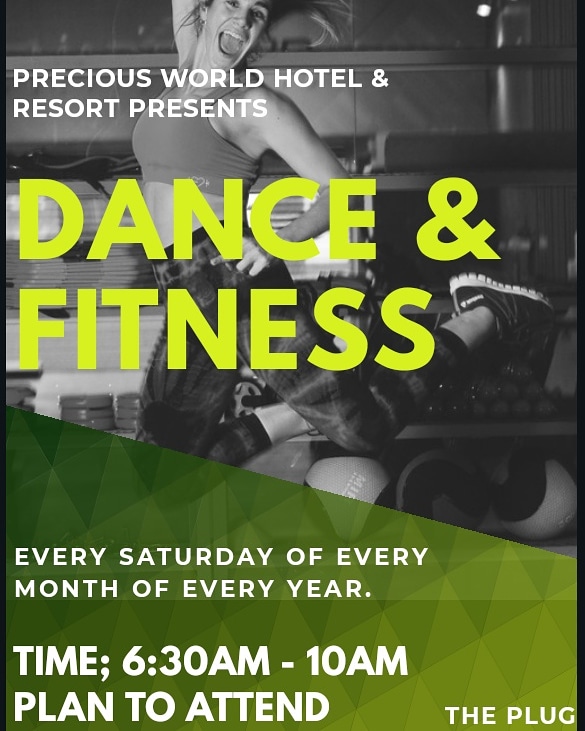 PRECIOUS WORLD HOTEL &
RESORT PRESENTS
DANCE &
FITNESS
EVERY SATURDAY OF EVERY
MONTH OF EVERY YEAR.
TIME; 6:30AM - 10AM
PLAN TO ATTEND
THE PLUG